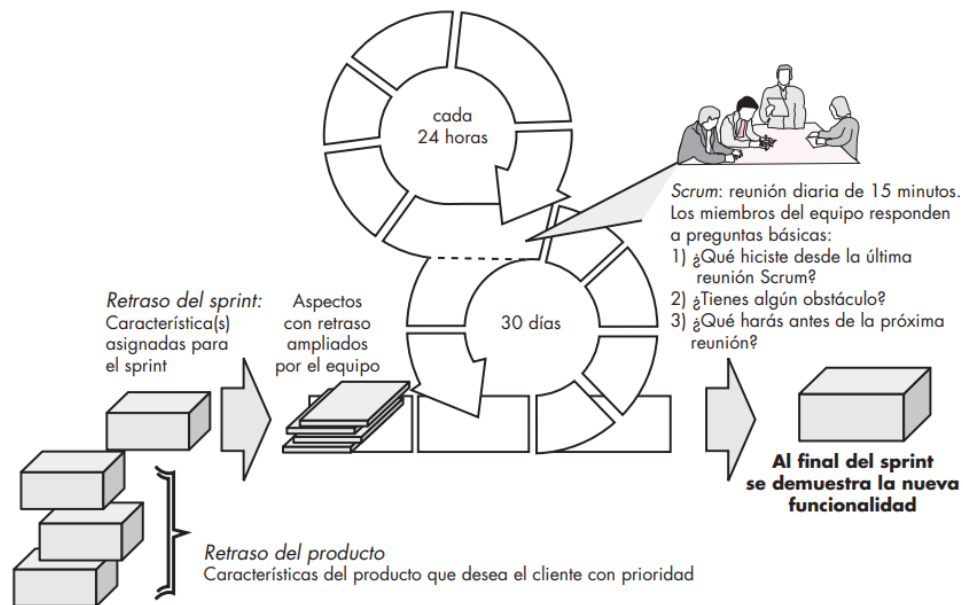 cada
24 horas
Scrum: reunión diaria de 15 minutos.
Los miembros del equipo responden
a preguntas básicas:
1) ¿Qué hiciste desde la última
reunión Scrum?
2) ¿Tienes algún obstáculo?
3) ¿Qué harás antes de la próxima
reunión?
Retraso del sprint:
Característica(s)
asignadas para
el sprint
Aspectos
con retraso
ampliados
por el equipo
30 días
Al final del sprint
se demuestra la nueva
funcionalidad
Retraso del producto
Características del producto que desea el cliente con prioridad